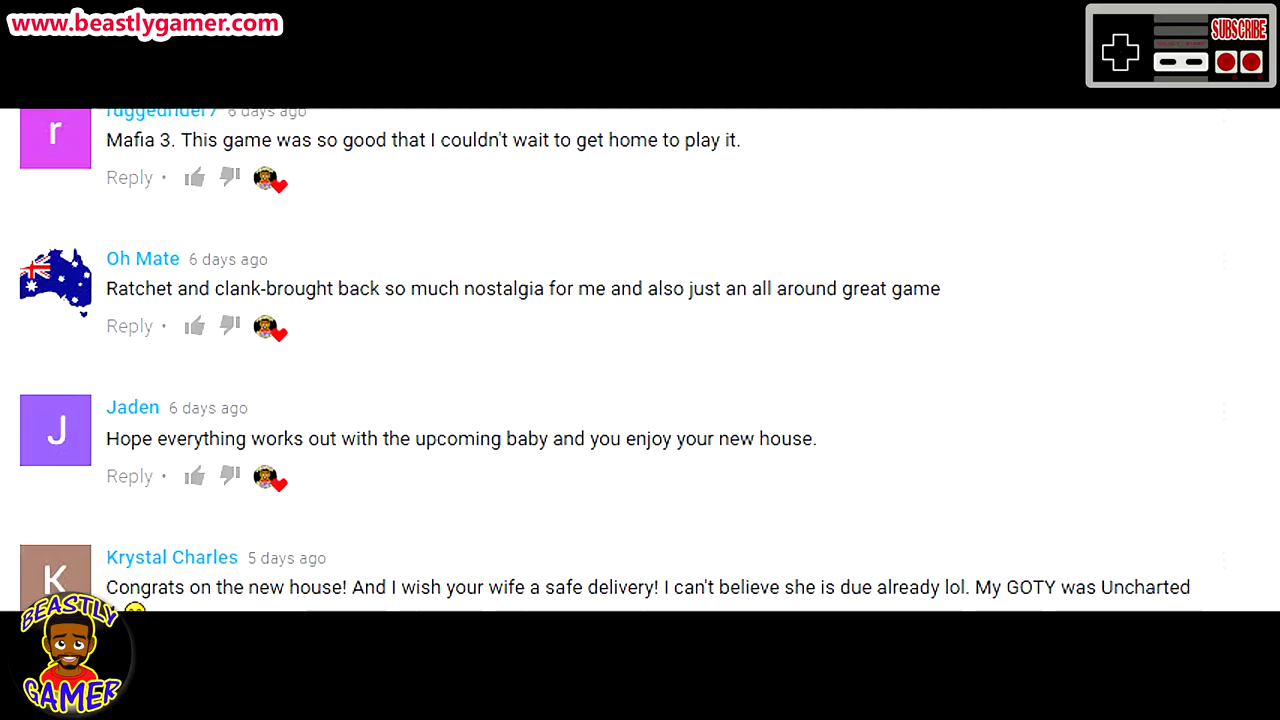 www.beastlygamer.com
SUBSCRIBE
r
ruggedrider7 6 days ago
Mafia 3. This game was so good that I couldn't wait to get home to play it.
Reply •
Oh Mate 6 days ago
Ratchet and clank-brought back so much nostalgia for me and also just an all around great game
Reply •
J
Jaden 6 days ago
Hope everything works out with the upcoming baby and you enjoy your new house.
Reply •
K
Krystal Charles 5 days ago
Congrats on the new house! And I wish your wife a safe delivery! I can't believe she is due already lol. My GOTY was Uncharted
BEASTLY
GAMER